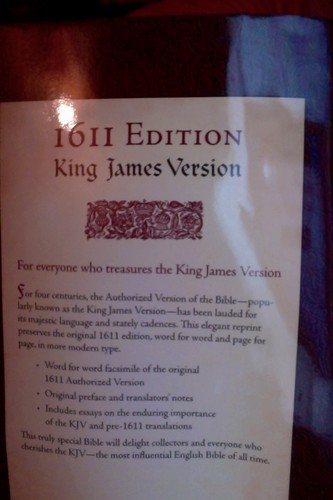 1611 EDITION
King James Version
For everyone who treasures the King James Version
For four centuries, the Authorized Version of the Bible—popu-
larly known as the King James Version—has been lauded for
its majestic language and stately cadences. This elegant reprint
preserves the original 1611 edition, word for word and page for
page, in more modern type.
• Word for word facsimile of the original
1611 Authorized Version
• Original preface and translators' notes
• Includes essays on the enduring importance
of the KJV and pre-1611 translations
This truly special Bible will delight collectors and everyone who
cherishes the KJV—the most influential English Bible of all time.